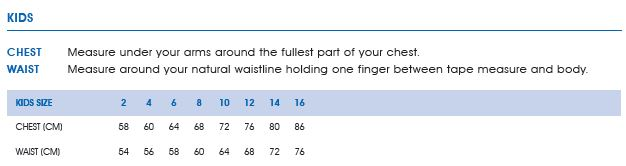 KIDS
CHEST Measure under your arms around the fullest part of your chest.
WAIST Measure around your natural waistline holding one finger between tape measure and body.
KIDS SIZE 2 4 6 8 10 12 14 16
CHEST (CM) 58 60 64 68 72 76 80 86
WAIST (CM) 54 56 58 60 64 68 72 76